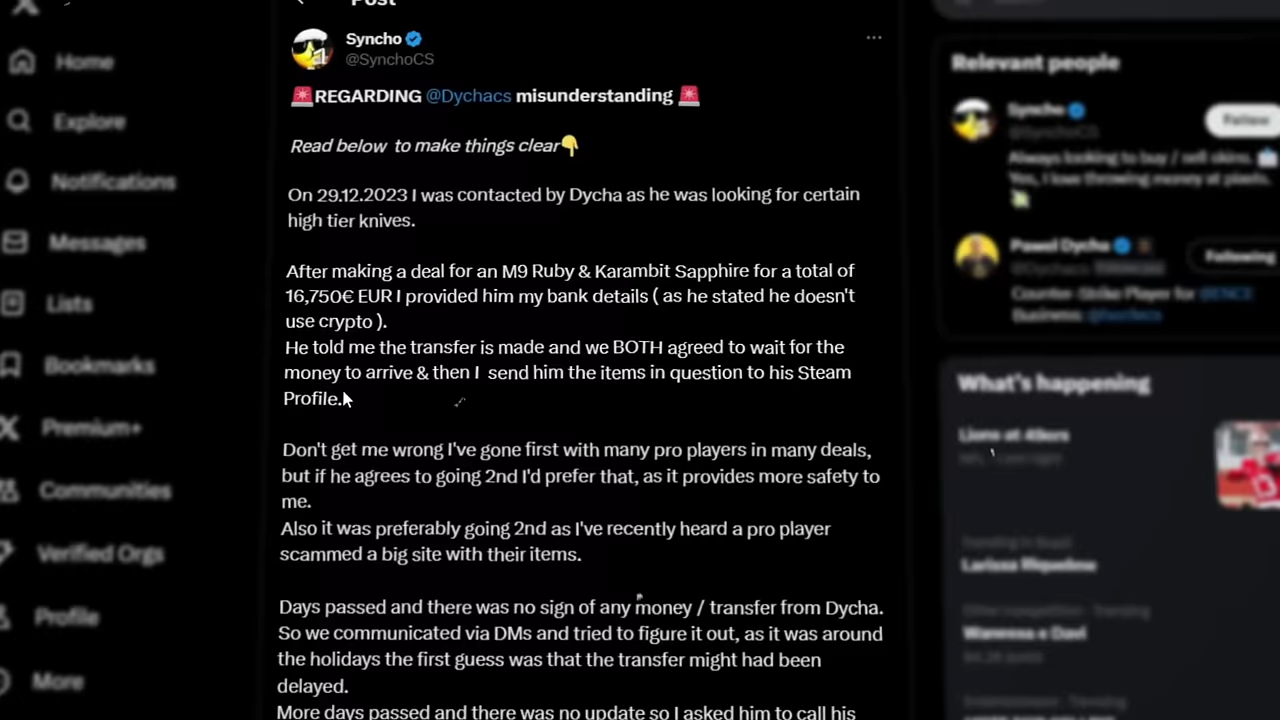 Post
Home
Explore
Notifications
Messages
Lists
Bookmarks
Premium+
Communities
Verified Orgs
Profile
More
Syncho
@SynchoCS
🚨REGARDING @Dychacs misunderstanding 🚨
Read below to make things clear👇
On 29.12.2023 I was contacted by Dycha as he was looking for certain
high tier knives.
After making a deal for an M9 Ruby & Karambit Sapphire for a total of
16,750€ EUR I provided him my bank details ( as he stated he doesn't
use crypto ).
He told me the transfer is made and we BOTH agreed to wait for the
money to arrive & then I send him the items in question to his Steam
Profile.
Don't get me wrong I've gone first with many pro players in many deals,
but if he agrees to going 2nd I'd prefer that, as it provides more safety to
me.
Also it was preferably going 2nd as I've recently heard a pro player
scammed a big site with their items.
Days passed and there was no sign of any money / transfer from Dycha.
So we communicated via DMs and tried to figure it out, as it was around
the holidays the first guess was that the transfer might had been
delayed.
More days passed and there was no update so I asked him to call his
Relevant people
Syncho
@SynchoCS
Follow
Always looking to buy / sell skins.
Yes, I love throwing money at pixels.
Pawel Dycha
@Dychacs
Following
Counter-Strike Player for @ENCE
Business:
What's happening
Lions at 49ers
Larissa Riquelme
Wanessa e Davi